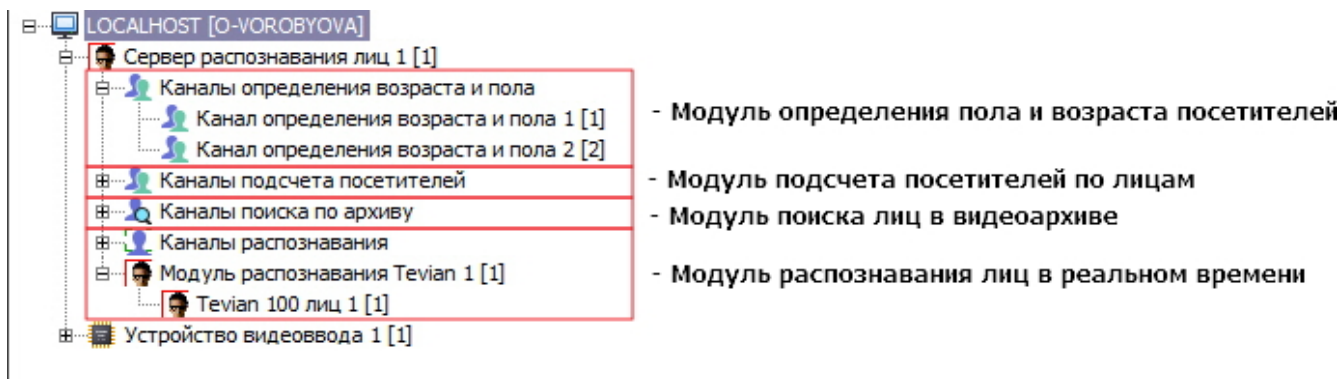 LOCALHOST [O-VOROBYOVA]
Сервер распознавания лиц 1 [1]
Каналы определения возраста и пола
Канал определения возраста и пола 1 [1]
- Модуль определения пола и возраста посетителей
Канал определения возраста и пола 2 [2]
Каналы подсчета посетителей
- Модуль подсчета посетителей по лицам
Каналы поиска по архиву
- Модуль поиска лиц в видеоархиве
Каналы распознавания
Модуль распознавания Tevian 1 [1]
- Модуль распознавания лиц в реальном времени
Tevian 100 лиц 1 [1]
Устройство видеоввода 1 [1]